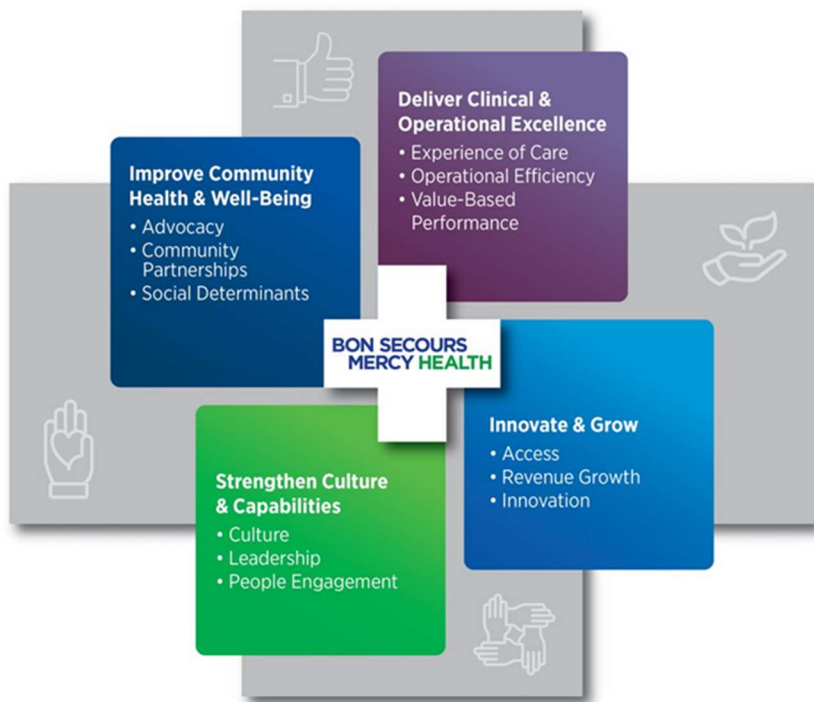 Deliver Clinical &
Operational Excellence
• Experience of Care
• Operational Efficiency
• Value-Based
Performance
Improve Community
Health & Well-Being
• Advocacy
• Community
Partnerships
• Social Determinants
BON SECOURS
MERCY HEALTH
Innovate & Grow
• Access
• Revenue Growth
• Innovation
Strengthen Culture
& Capabilities
• Culture
• Leadership
• People Engagement